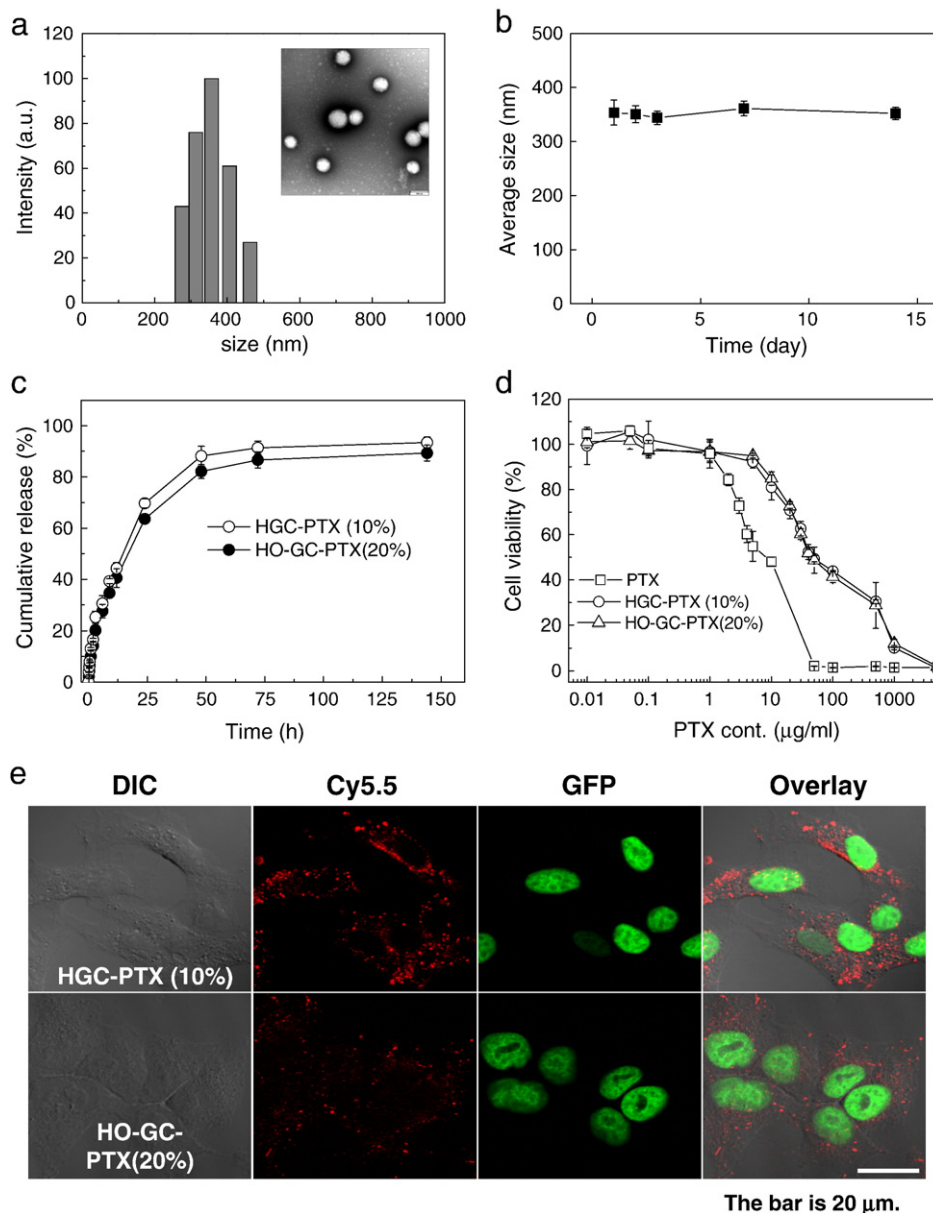 a
120
100
80
60
40
20
0
Intensity (a.u.)
0 200 400 600 800 1000
size (nm)
b
500
400
300
200
100
0
Average size (nm)
0 5 10 15
Time (day)
c
100
80
60
40
20
0
Cumulative release (%)
HGC-PTX (10%)
HO-GC-PTX(20%)
0 25 50 75 100 125 150
Time (h)
d
120
100
80
60
40
20
0
Cell viability (%)
PTX
HGC-PTX (10%)
HO-GC-PTX(20%)
0.01 0.1 1 10 100 1000
PTX cont. (μg/ml)
e
DIC Cy5.5 GFP Overlay
HGC-PTX (10%)
HO-GC-
PTX(20%)
The bar is 20 μm.